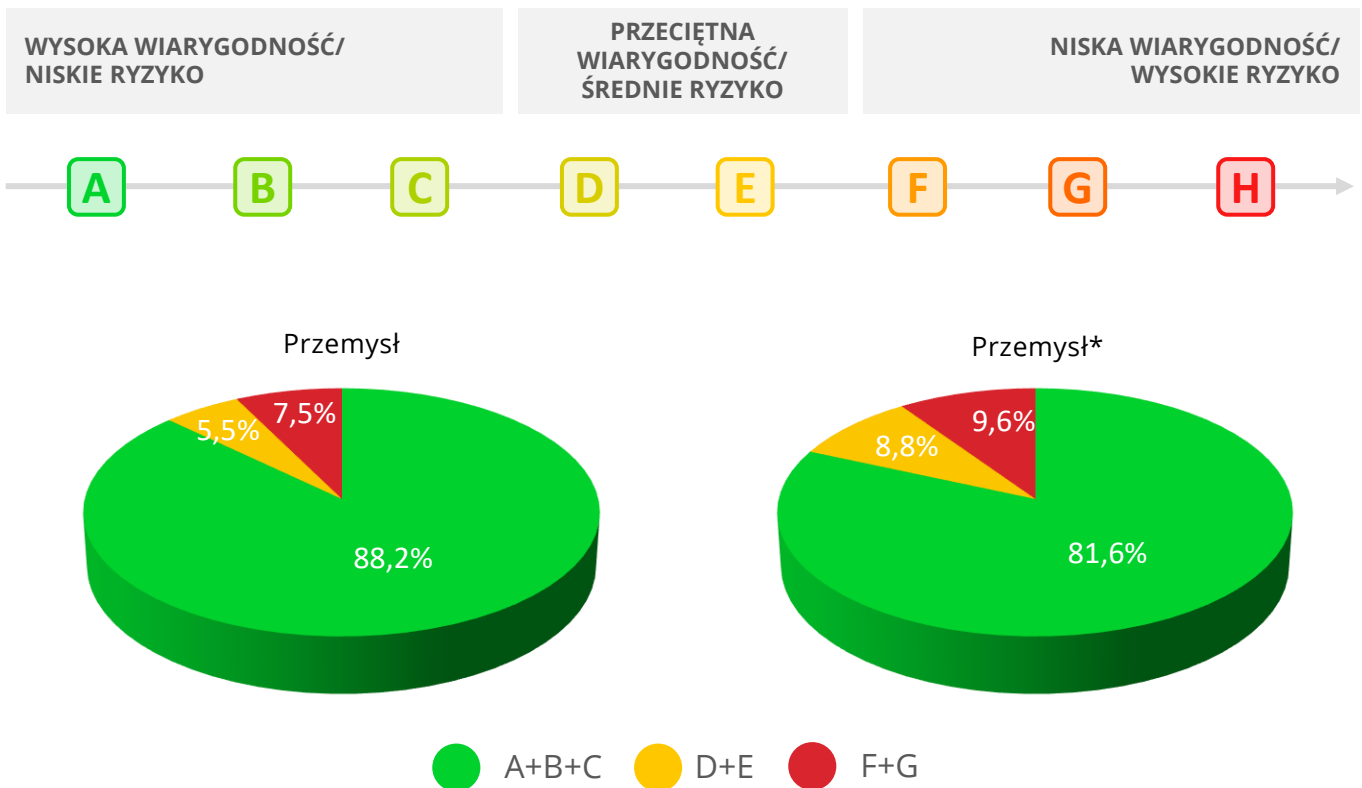 WYSOKA WIARYGODNOŚĆ/
NISKIE RYZYKO
PRZECIĘTNA
WIARYGODNOŚĆ/
ŚREDNIE RYZYKO
NISKA WIARYGODNOŚĆ/
WYSOKIE RYZYKO
A B C D E F G H
Przemysł
7,5%
5,5%
88,2%
Przemysł*
9,6%
8,8%
81,6%
A+B+C D+E F+G